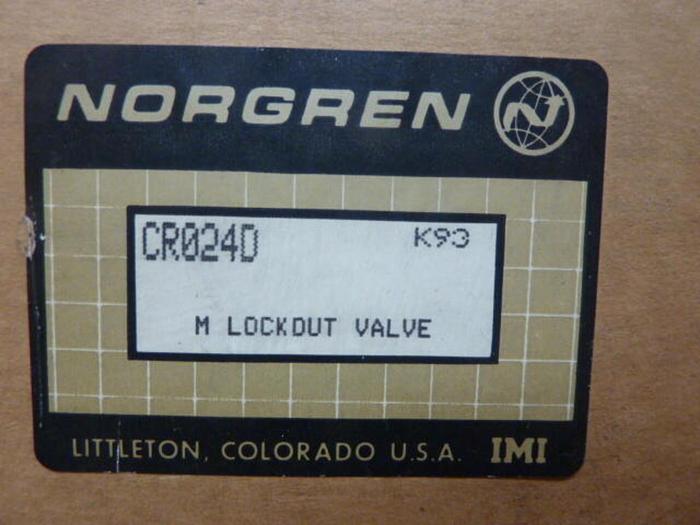 NORGREN
CR024D K93
M LOCKOUT VALVE
LITTLETON, COLORADO U.S.A. IMI